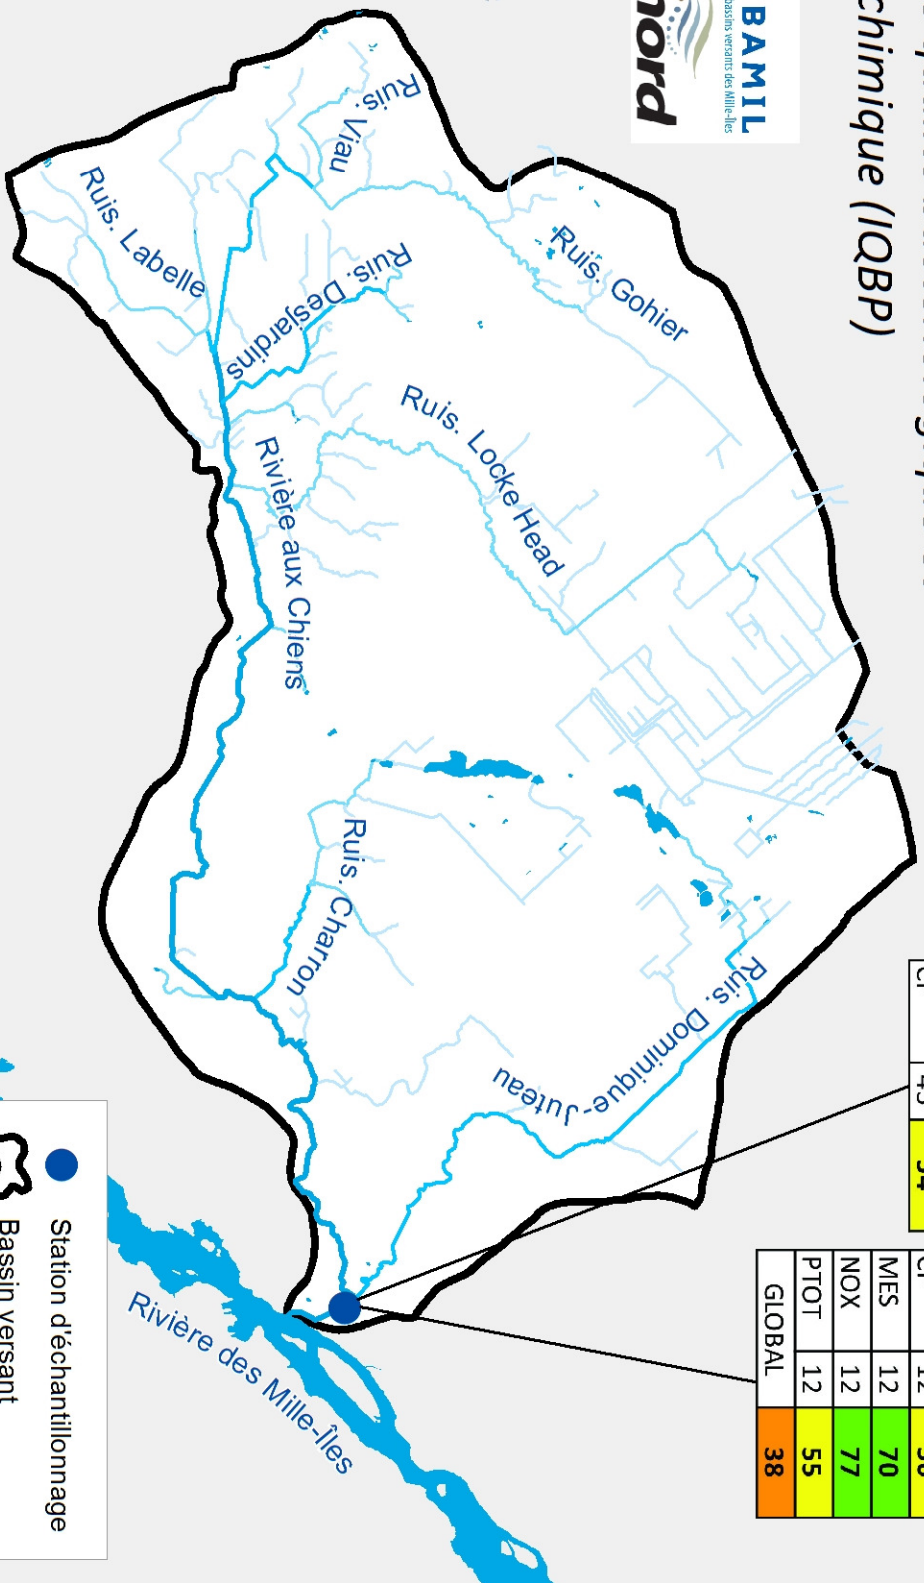 chimique (IQBP)
BAMIL
bassins versants des Mille-Îles
nord
Ruis. Viau
Ruis. Gohier
Ruis. Labelle
Ruis. Desjardins
Ruis. Locke Head
Rivière aux Chiens
Ruis. Charron
Ruis. Dominique-Juteau
Rivière des Mille-Îles
MES 12 70
NOX 12 77
PTOT 12 55
GLOBAL 38
Station d'échantillonnage
Bassin versant